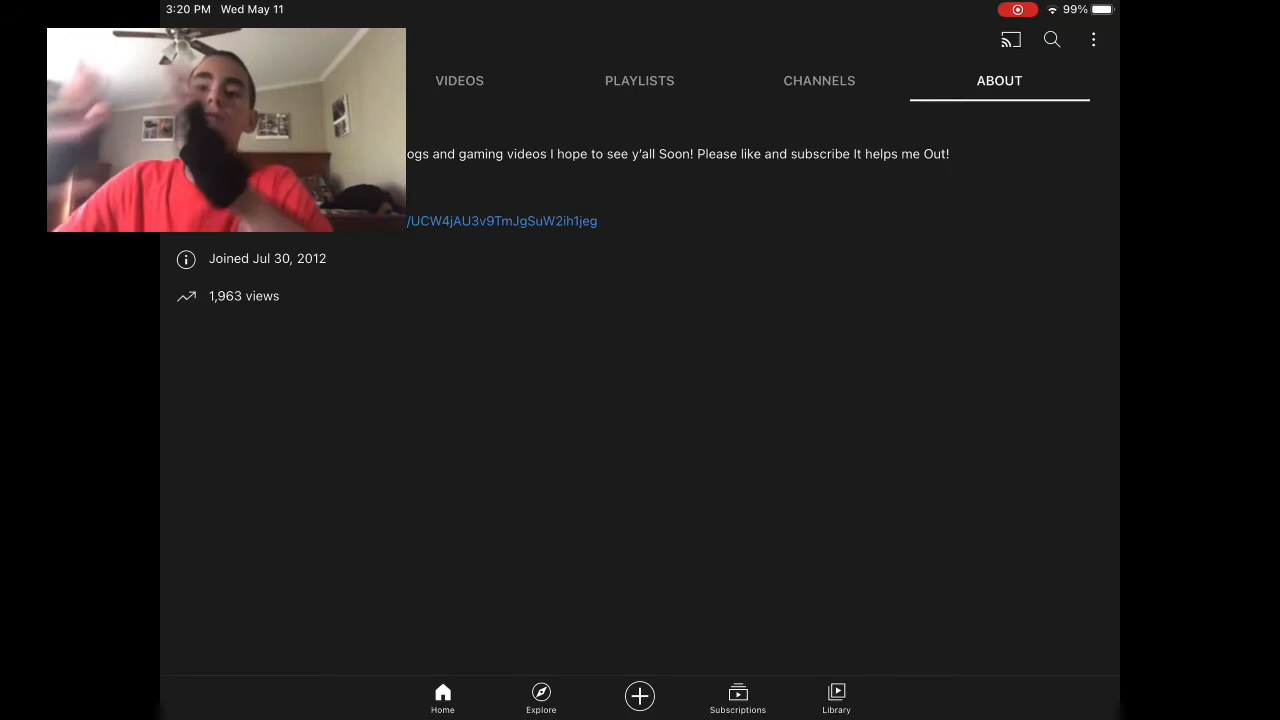 3:20 PM Wed May 11
99%
VIDEOS PLAYLISTS CHANNELS ABOUT
ogs and gaming videos I hope to see y'all Soon! Please like and subscribe It helps me Out!
/UCW4jAU3v9TmJgSuW2ih1jeg
Joined Jul 30, 2012
1,963 views
Home Explore Subscriptions Library